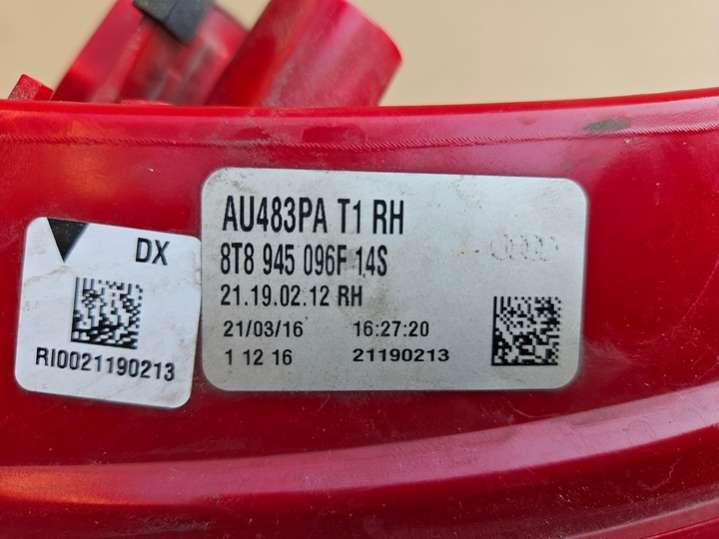 AU483PA T1 RH
8T8 945 096F 14S
21.19.02.12 RH
21/03/16 16:27:20
1 12 16 21190213
DX
RI0021190213